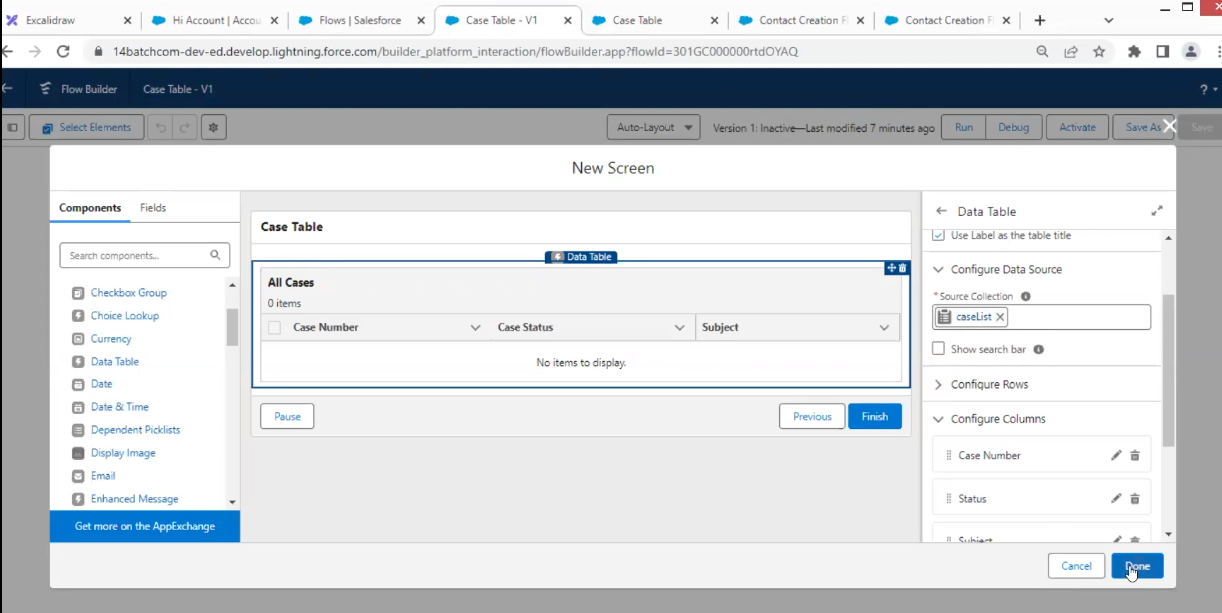 Excalidraw
Hi Account | Accou
Flows | Salesforce
Case Table - V1
Case Table
Contact Creation F
Contact Creation F
14batchcom-dev-ed.develop.lightning.force.com/builder_platform_interaction/flowBuilder.app?flowId=301GC000000rtdOYAQ
Flow Builder
Case Table - V1
?
Select Elements
Auto-Layout
Version 1: Inactive—Last modified 7 minutes ago
Run
Debug
Activate
Save As
Save
New Screen
Components
Fields
Search components...
Checkbox Group
Choice Lookup
Currency
Data Table
Date
Date & Time
Dependent Picklists
Display Image
Email
Enhanced Message
Get more on the AppExchange
Case Table
Data Table
All Cases
0 items
Case Number
Case Status
Subject
No items to display.
Pause
Previous
Finish
Data Table
Use Label as the table title
Configure Data Source
*Source Collection
caseList
Show search bar
Configure Rows
Configure Columns
Case Number
Status
Subject
Cancel
Done